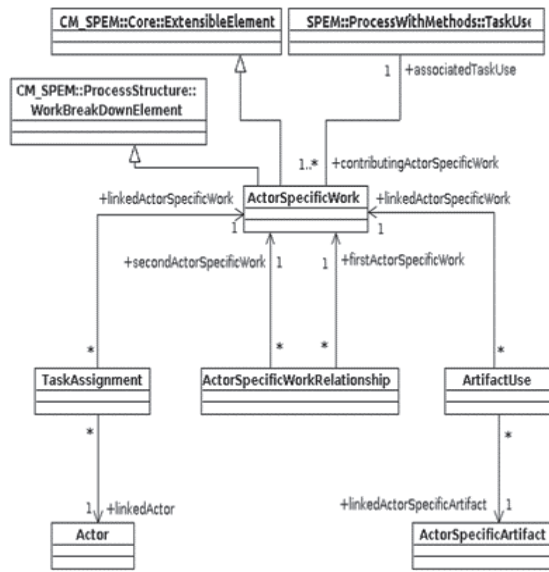 CM_SPEM::Core::ExtensibleElement
SPEM::ProcessWithMethods::TaskUse
1
+associatedTaskUse
CM_SPEM::ProcessStructure::
WorkBreakDownElement
1..*
+contributingActorSpecificWork
+linkedActorSpecificWork
ActorSpecificWork
+linkedActorSpecificWork
1
1
+secondActorSpecificWork
1
1
+firstActorSpecificWork
*
*
*
*
TaskAssignment
ActorSpecificWorkRelationship
ArtifactUse
*
*
1
+linkedActor
+linkedActorSpecificArtifact
1
Actor
ActorSpecificArtifact